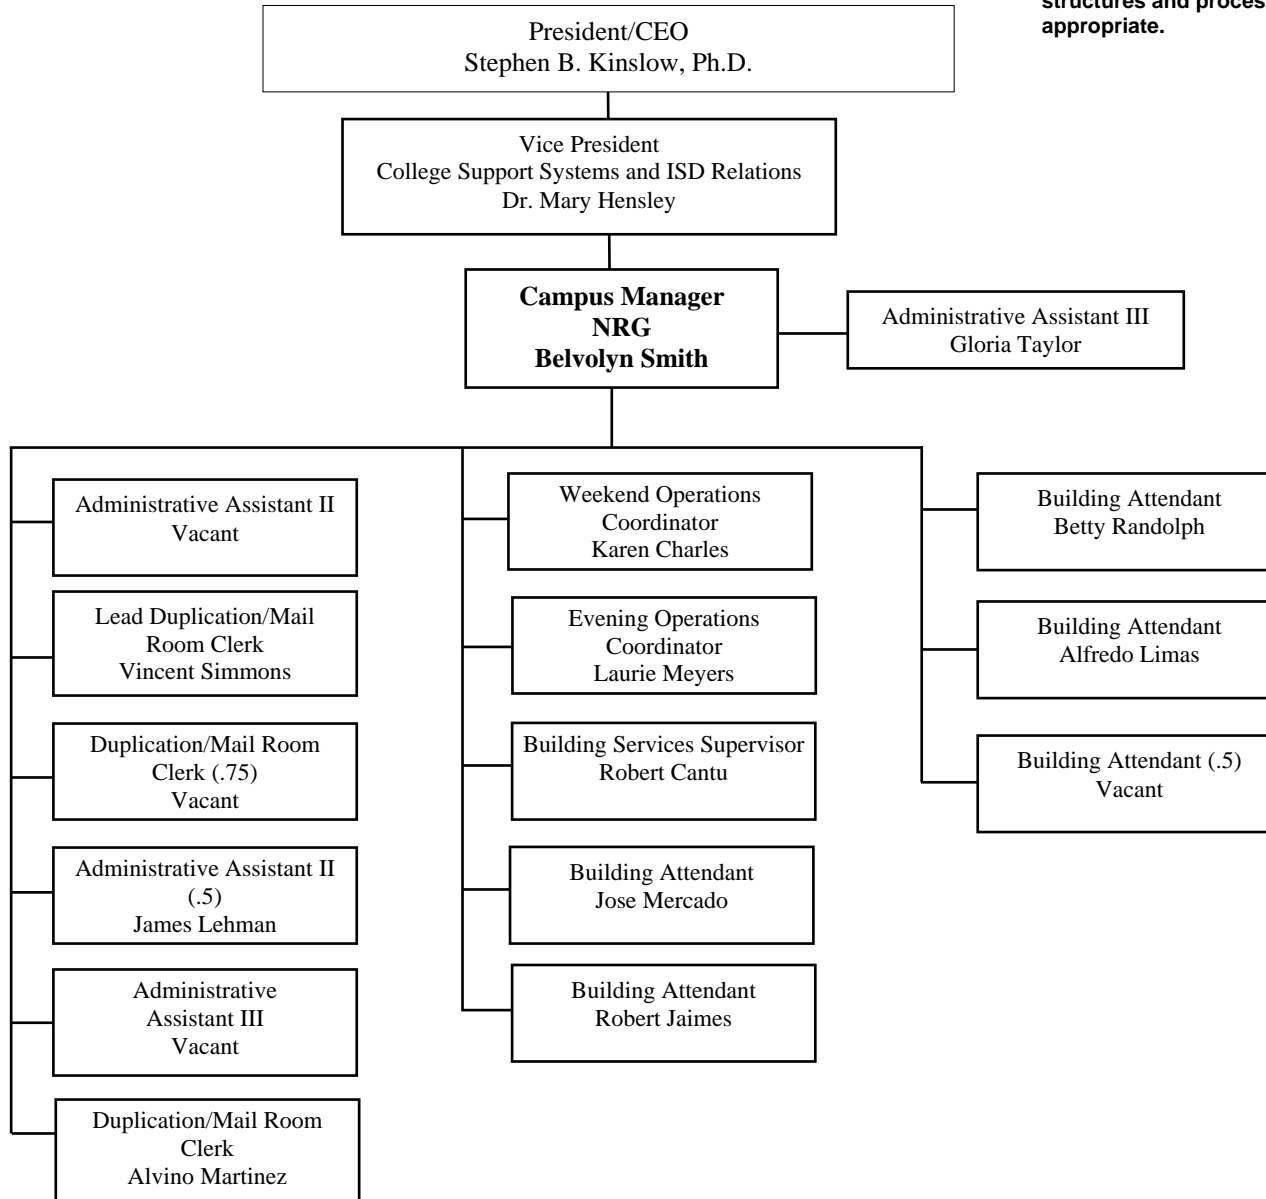 structures and proces
appropriate.
President/CEO
Stephen B. Kinslow, Ph.D.
Vice President
College Support Systems and ISD Relations
Dr. Mary Hensley
Campus Manager
NRG
Belvolyn Smith
Administrative Assistant III
Gloria Taylor
Administrative Assistant II
Vacant
Lead Duplication/Mail
Room Clerk
Vincent Simmons
Duplication/Mail Room
Clerk (.75)
Vacant
Administrative Assistant II
(.5)
James Lehman
Administrative
Assistant III
Vacant
Duplication/Mail Room
Clerk
Alvino Martinez
Weekend Operations
Coordinator
Karen Charles
Evening Operations
Coordinator
Laurie Meyers
Building Services Supervisor
Robert Cantu
Building Attendant
Jose Mercado
Building Attendant
Robert Jaimes
Building Attendant
Betty Randolph
Building Attendant
Alfredo Limas
Building Attendant (.5)
Vacant